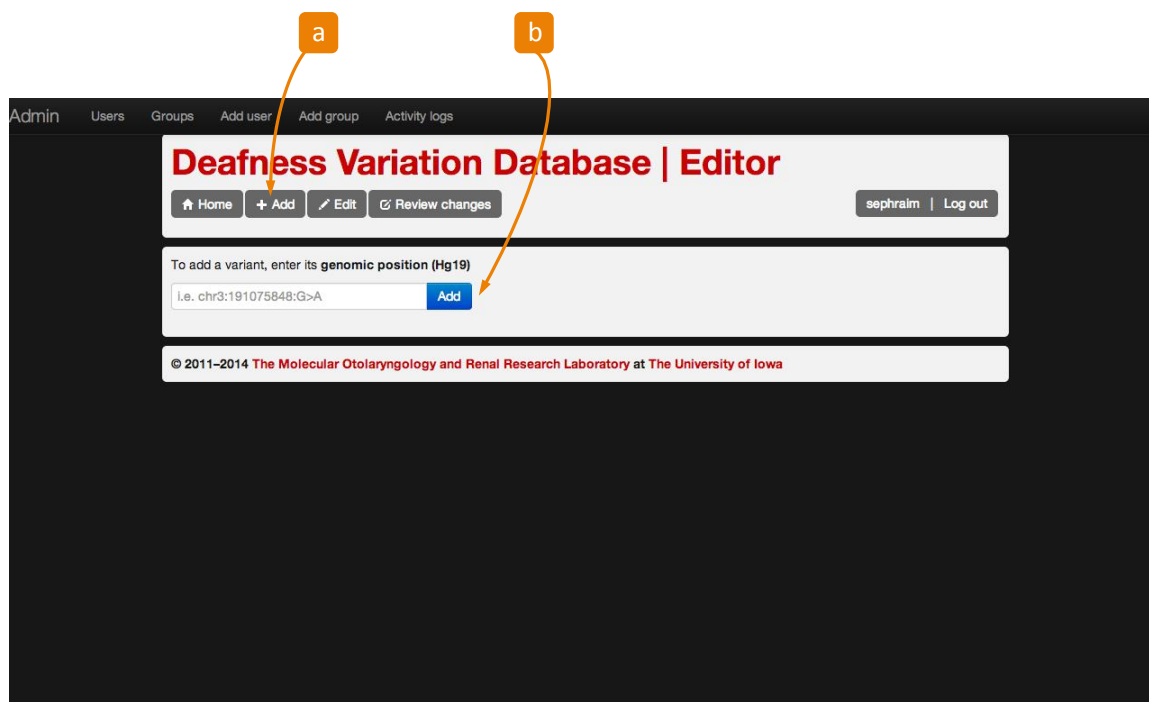 a b
Admin Users Groups Add user Add group Activity logs
Deafness Variation Database | Editor
Home + Add Edit Review changes sephraim | Log out
To add a variant, enter its genomic position (Hg19)
i.e. chr3:191075848:G>A Add
© 2011–2014 The Molecular Otolaryngology and Renal Research Laboratory at The University of Iowa